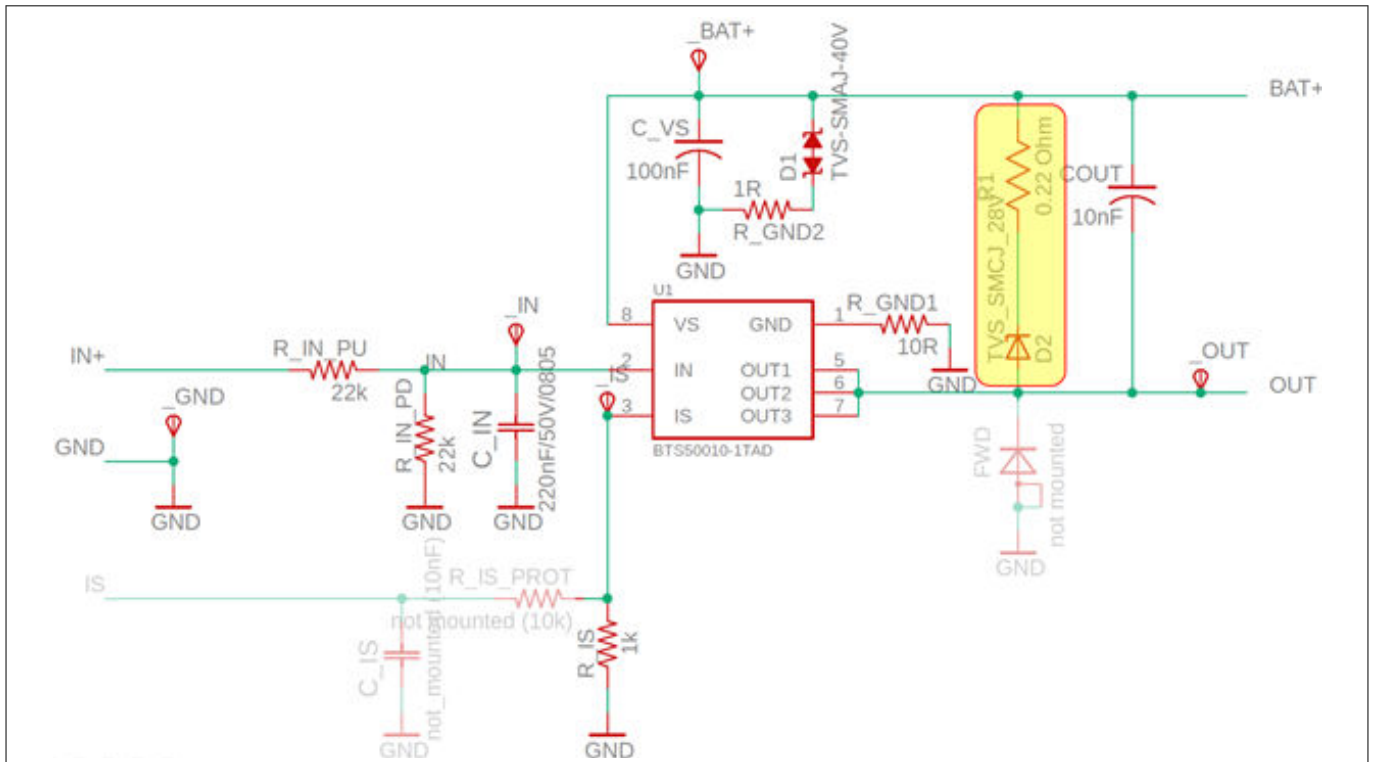 _BAT+
BAT+
C_VS
100nF
D1
TVS-SMAJ-40V
1R
R_GND2
GND
R1
0.22 Ohm
TVS_SMCJ_28V
D2
COUT
10nF
U1
8
VS
GND
1
R_GND1
10R
GND
IN+
R_IN_PU
22k
IN
_IN
2
IN
OUT1
5
OUT2
6
_IS
3
IS
OUT3
7
BTS50010-1TAD
_OUT
OUT
_GND
GND
GND
R_IN_PD
22k
GND
C_IN
220nF/50V/0805
GND
FWD
not mounted
GND
IS
R_IS_PROT
not mounted (10k)
C_IS
not_mounted (10nF)
GND
R_IS
1k
GND